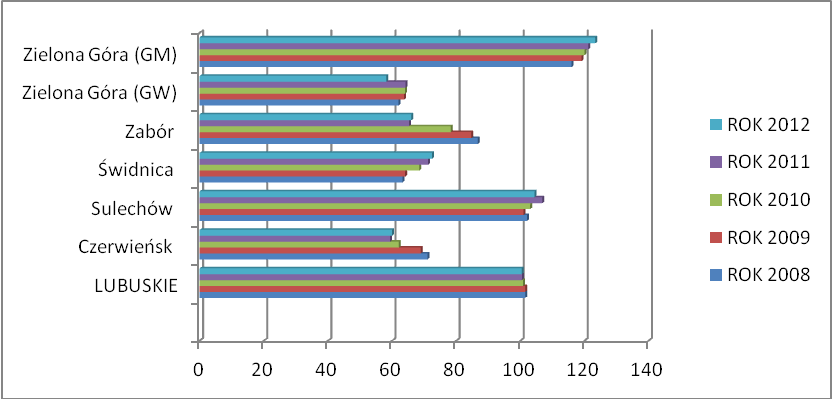 Zielona Góra (GM)
Zielona Góra (GW)
Zabór
Świdnica
Sulechów
Czerwieńsk
LUBUSKIE
0 20 40 60 80 100 120 140
ROK 2012
ROK 2011
ROK 2010
ROK 2009
ROK 2008